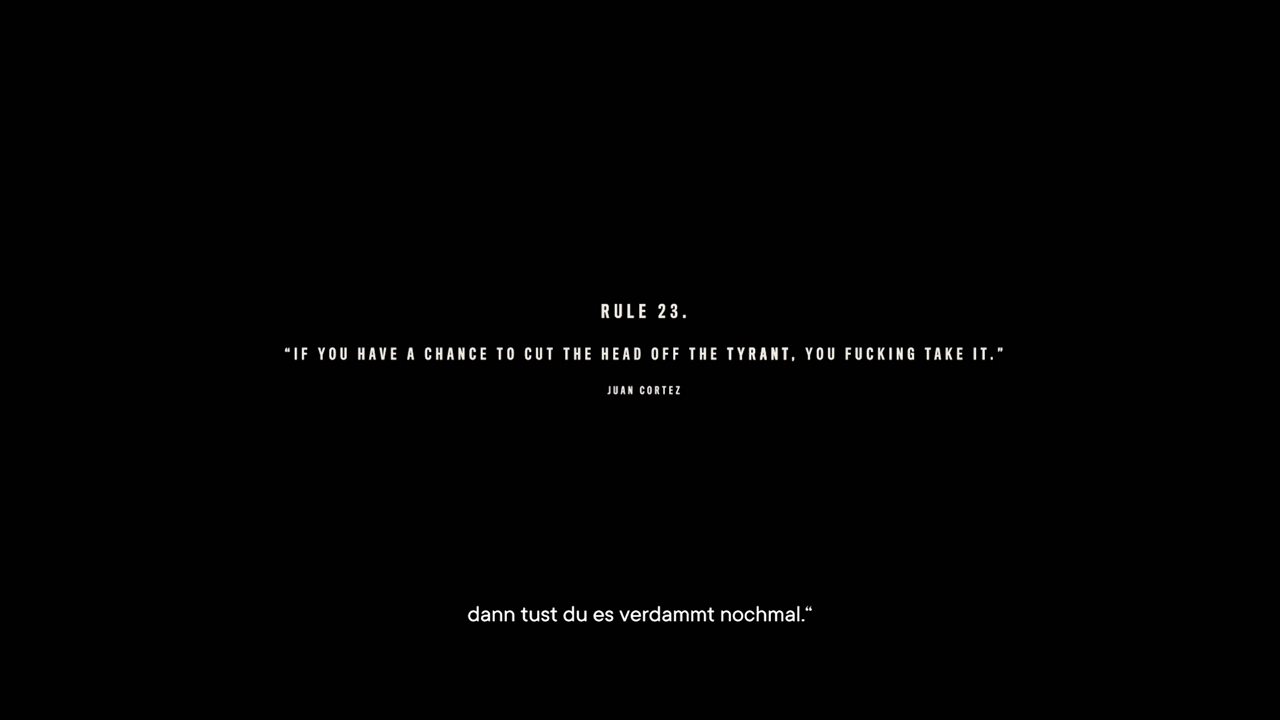 RULE 23.
“IF YOU HAVE A CHANCE TO CUT THE HEAD OFF THE TYRANT, YOU FUCKING TAKE IT.”
JUAN CORTEZ
dann tust du es verdammt nochmal.“